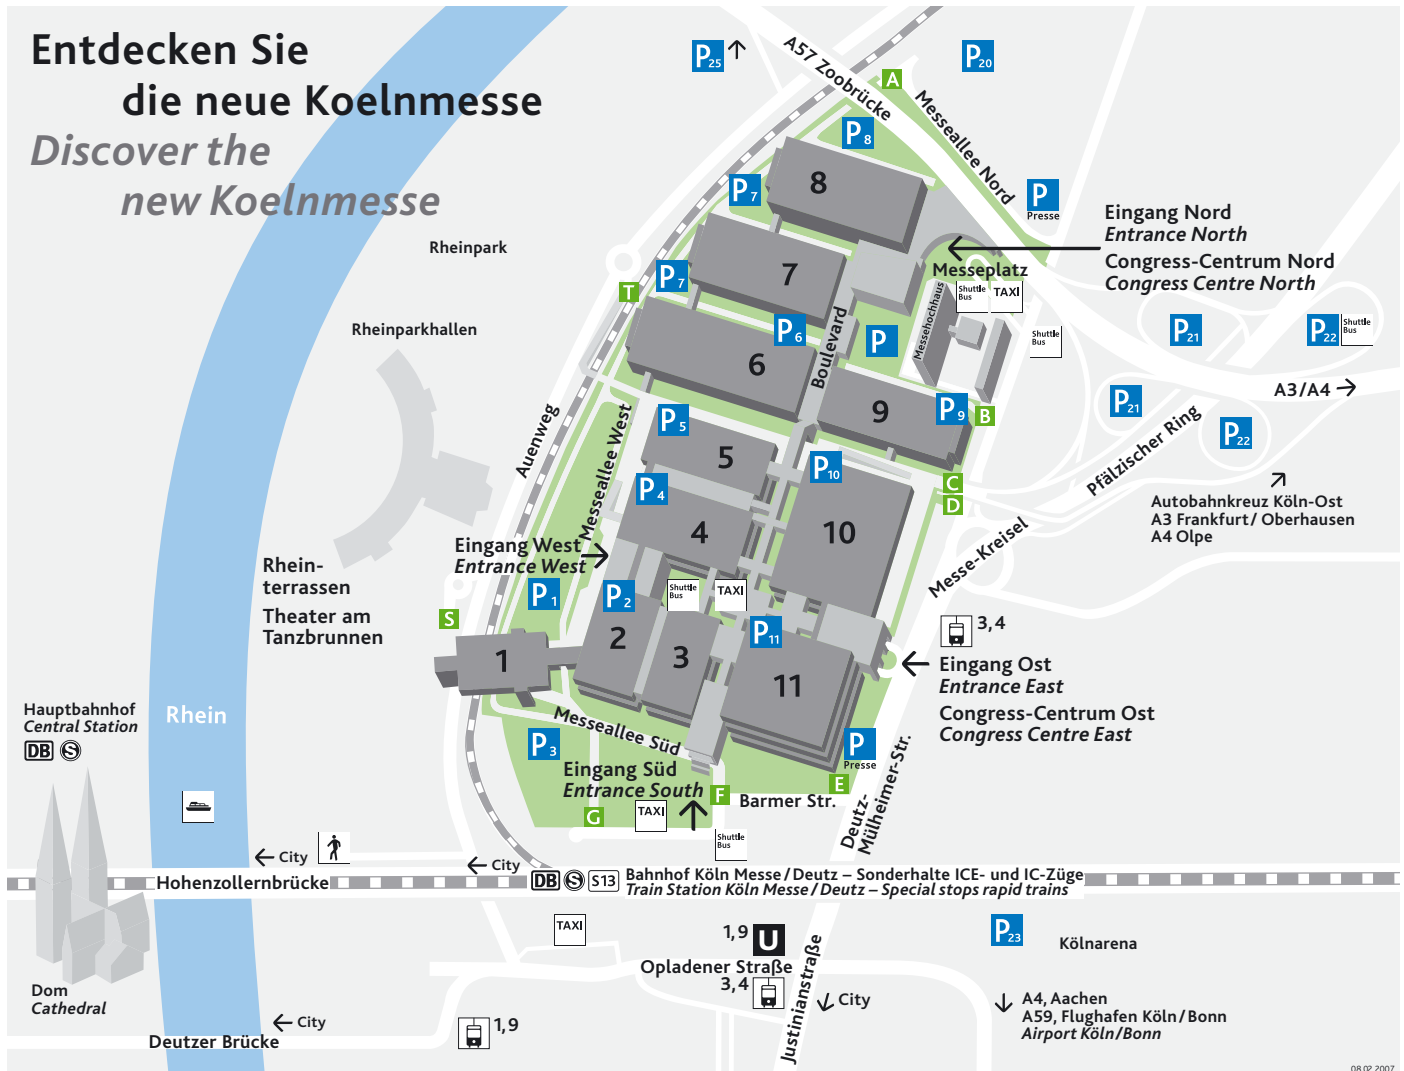 Entdecken Sie
die neue Koelnmesse
Discover the
new Koelnmesse
P25
A57 Zoobrücke
P20
A
Messeallee Nord
P8
8
P7
P
Presse
Eingang Nord
Entrance North
Congress-Centrum Nord
Congress Centre North
Rheinpark
7
P7
Messeplatz
T
Shuttle
Bus
TAXI
Messehochhaus
Rheinparkhallen
P6
Boulevard
P
Shuttle
Bus
P21
P22
Shuttle
Bus
6
A3/A4
9
P9
B
P21
P22
Pfälzischer Ring
Auenweg
Messeallee West
P5
5
P10
P4
C
D
Autobahnkreuz Köln-Ost
A3 Frankfurt/ Oberhausen
A4 Olpe
4
10
Eingang West
Entrance West
Messe-Kreisel
Rhein-
terrassen
Theater am
Tanzbrunnen
P1
P2
Shuttle
Bus
TAXI
S
P11
3,4
1
2
3
11
Eingang Ost
Entrance East
Congress-Centrum Ost
Congress Centre East
Hauptbahnhof
Central Station
DB S
Rhein
Messeallee Süd
P3
P
Presse
Eingang Süd
Entrance South
E
F
Barmer Str.
G
TAXI
Deutz-
Mülheimer-Str.
Shuttle
Bus
City
City
Hohenzollernbrücke
DB S S13
Bahnhof Köln Messe/Deutz – Sonderhalte ICE- und IC-Züge
Train Station Köln Messe/Deutz – Special stops rapid trains
TAXI
1,9 U
Opladener Straße
3,4
Justinianstraße
City
P23
Kölnarena
Dom
Cathedral
A4, Aachen
A59, Flughafen Köln/Bonn
Airport Köln/Bonn
City
Deutzer Brücke
1,9
08.02.2007